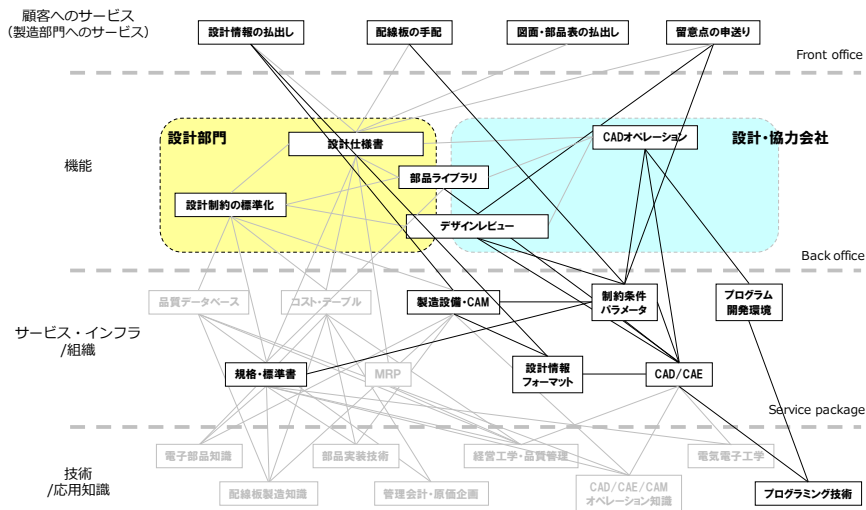 顧客へのサービス
（製造部門へのサービス）
設計情報の払出し
配線板の手配
図面・部品表の払出し
留意点の申送り
Front office
設計部門
設計仕様書
CADオペレーション
設計・協力会社
機能
部品ライブラリ
設計制約の標準化
デザインレビュー
Back office
品質データベース
コスト・テーブル
製造設備・CAM
制約条件
パラメータ
プログラム
開発環境
サービス・インフラ
/組織
規格・標準書
MRP
設計情報
フォーマット
CAD/CAE
Service package
電子部品知識
部品実装技術
経営工学・品質管理
電気電子工学
技術
/応用知識
配線板製造知識
管理会計・原価企画
CAD/CAE/CAM
オペレーション知識
プログラミング技術